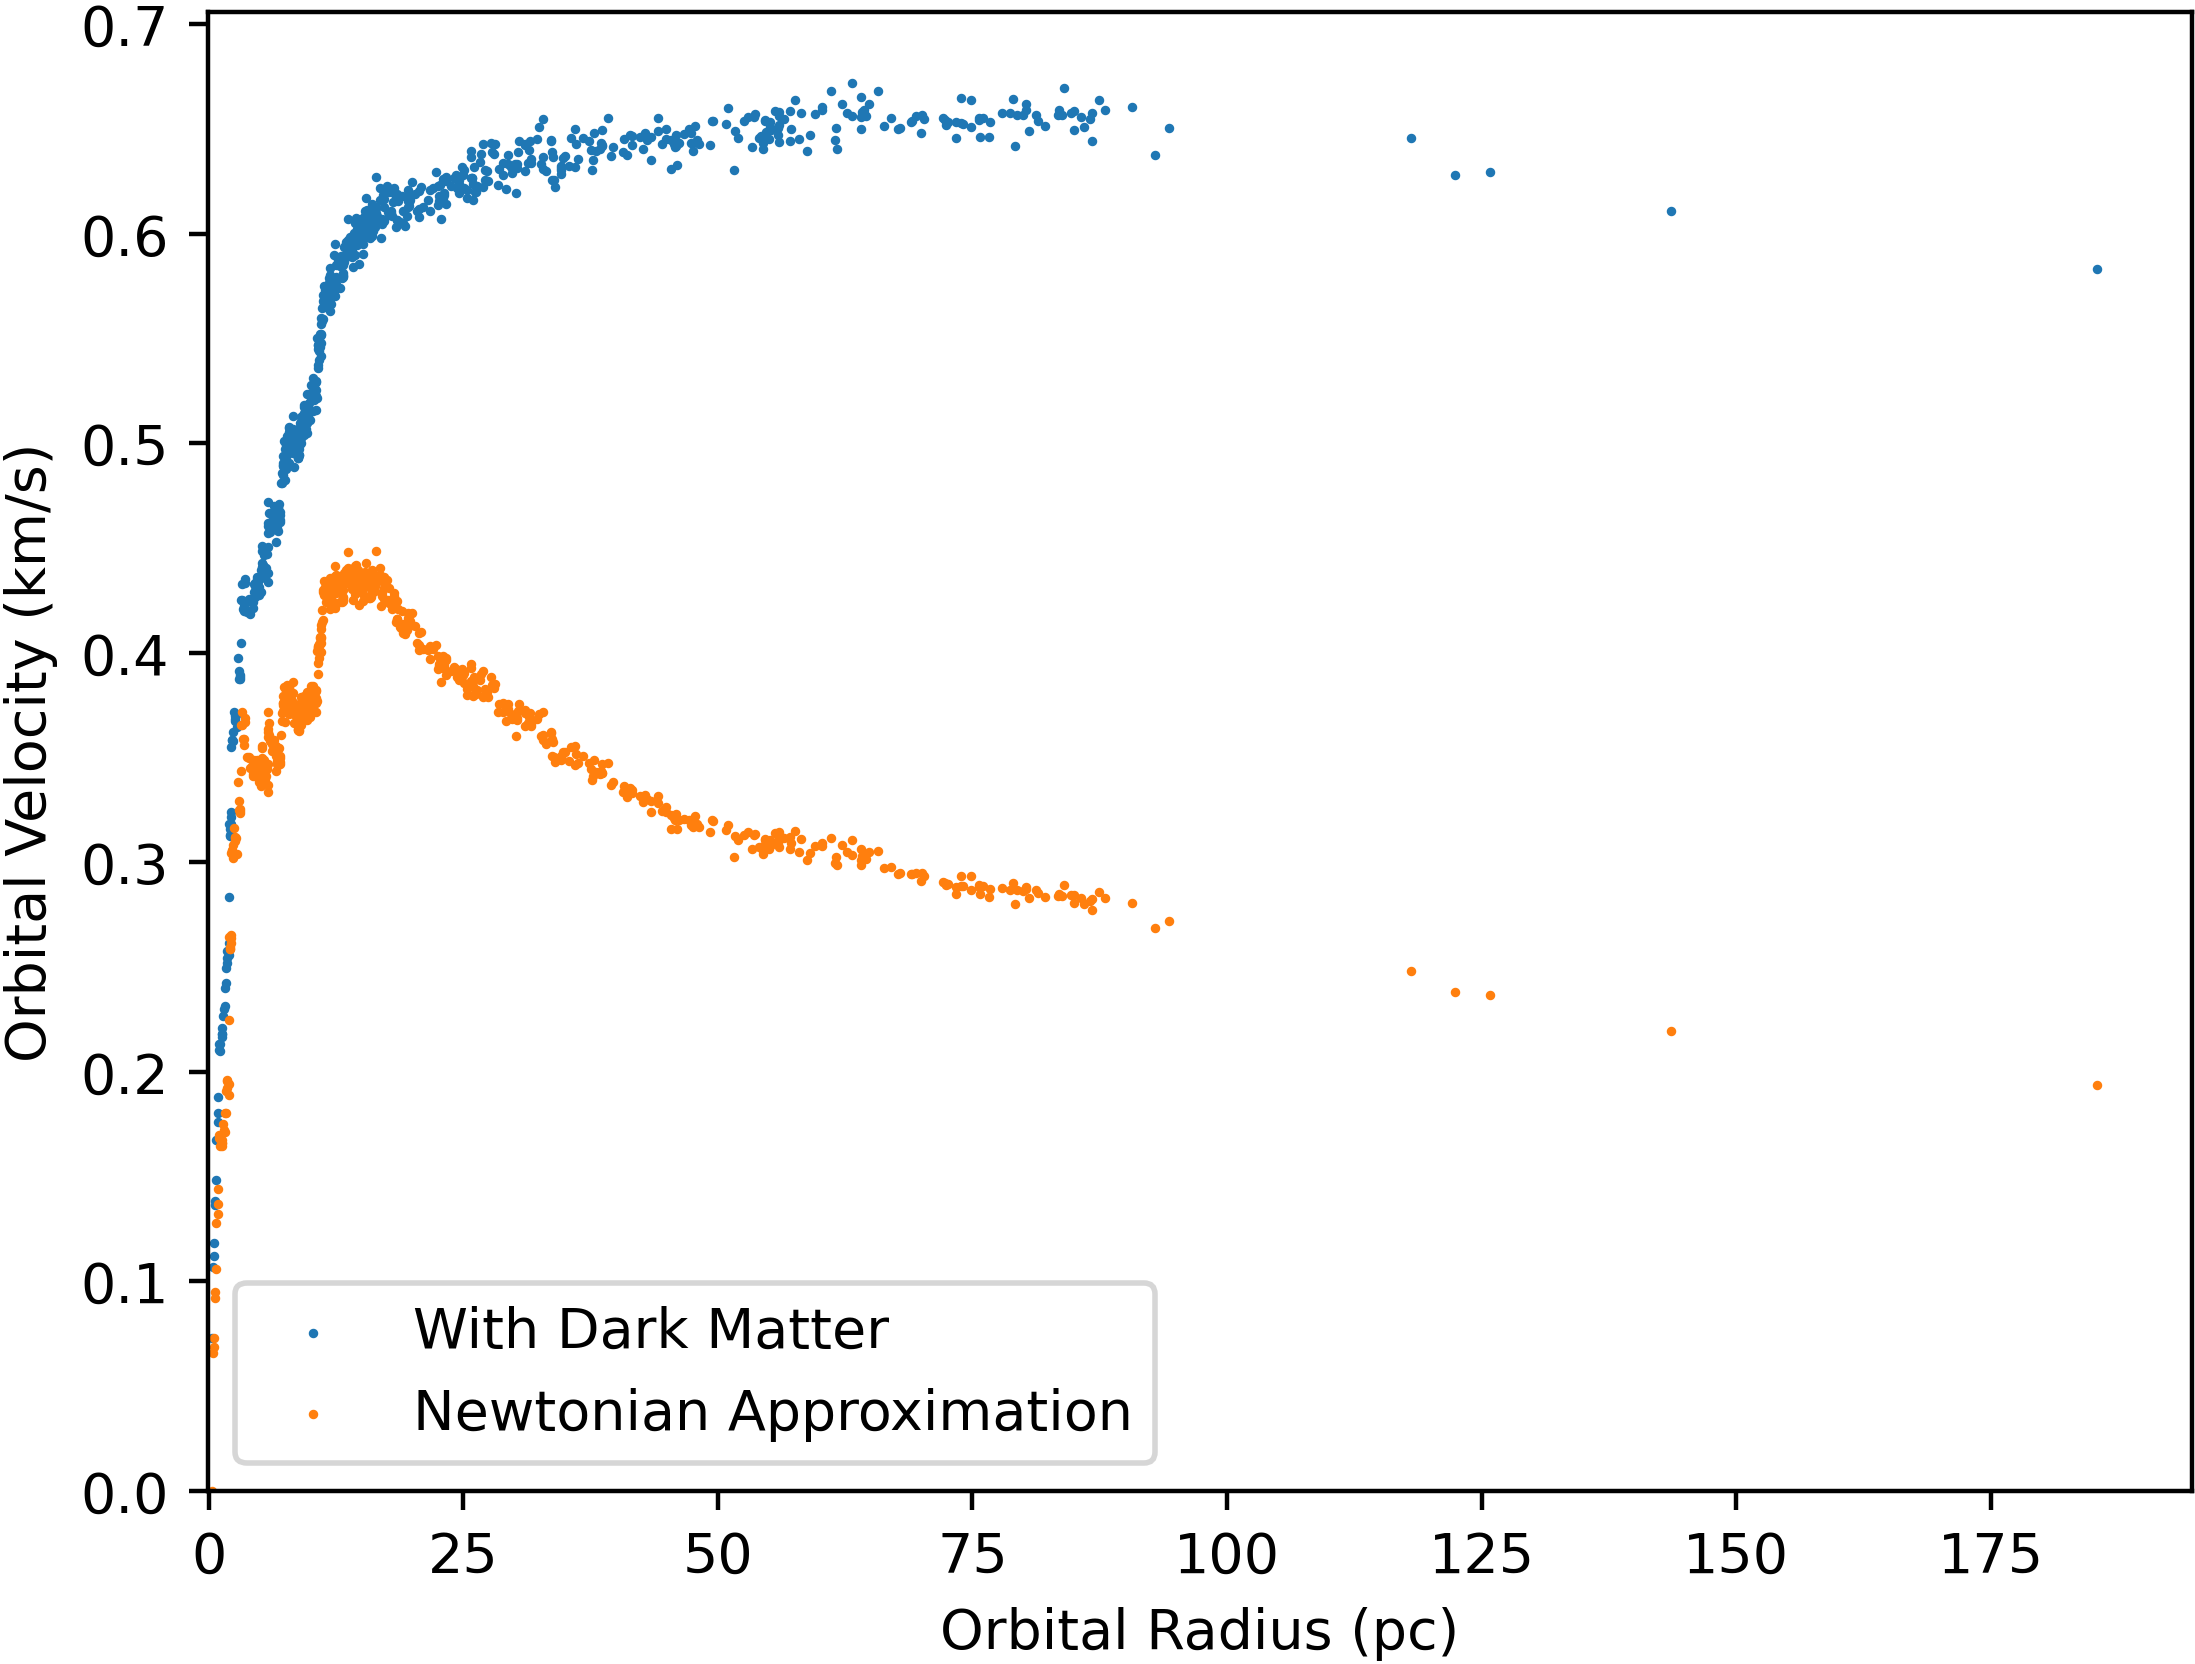 0.7
0.6
0.5
0.4
0.3
0.2
0.1
0.0
Orbital Velocity (km/s)
With Dark Matter
Newtonian Approximation
0 25 50 75 100 125 150 175
Orbital Radius (pc)